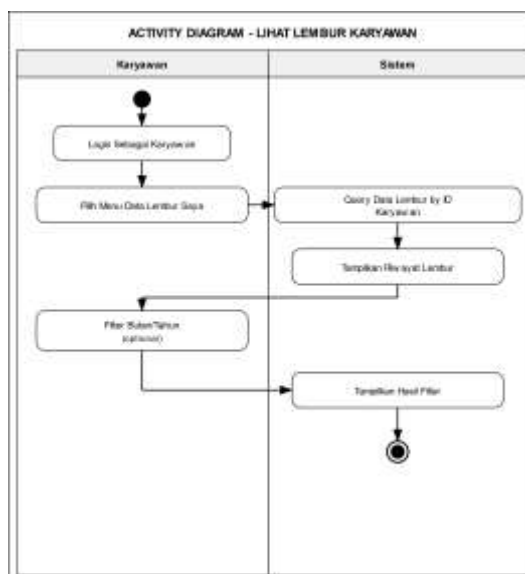 ACTIVITY DIAGRAM - LIHAT LEMBUR KARYAWAN
Karyawan
Sistem
Login Sebagai Karyawan
Pilih Menu Data Lembur Saya
Query Data Lembur by ID
Karyawan
Tampilkan Riwayat Lembur
Filter Bulan/Tahun
(optional)
Tampilkan Hasil Filter